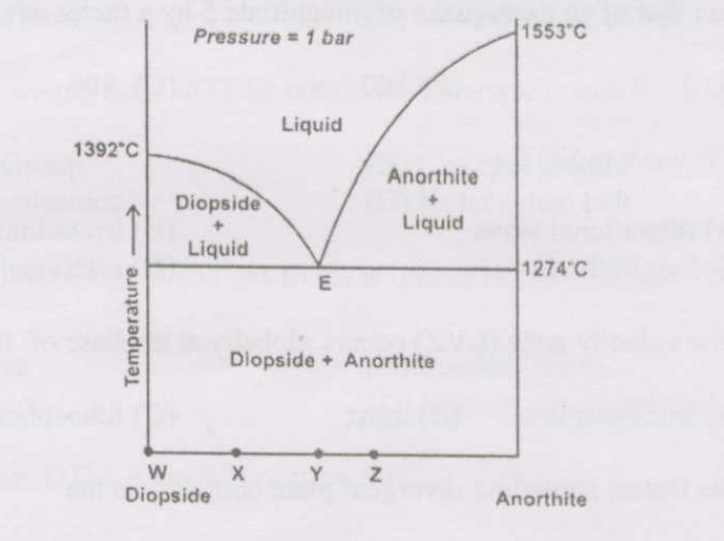 Pressure = 1 bar
1553°C
Liquid
1392°C
Anorthite
+
Liquid
Diopside
+
Liquid
1274°C
E
Temperature
Diopside + Anorthite
W
X
Y
Z
Diopside
Anorthite